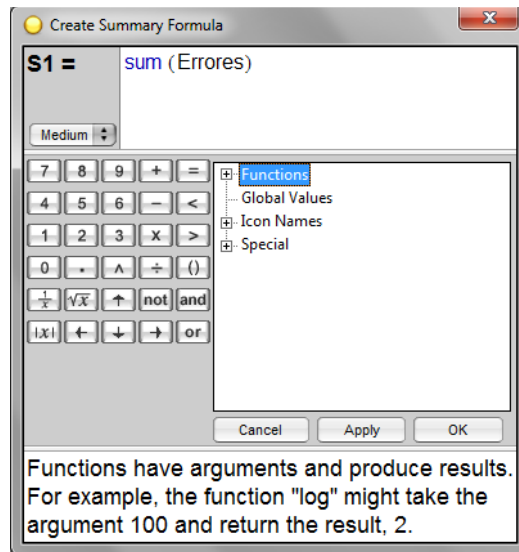 Create Summary Formula
x
S1 = sum (Errores)
Medium
7 8 9 + =
4 5 6 − <
1 2 3 x >
0 . ∧ ÷ ()
1/x √x ↑ not and
|x| ← ↓ → or
Functions
Global Values
Icon Names
Special
Cancel Apply OK
Functions have arguments and produce results.
For example, the function "log" might take the
argument 100 and return the result, 2.